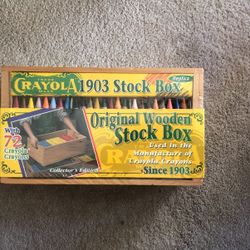 CRAYOLA 1903 Stock Box
Replica
Original Wooden
Stock Box
With
72
Crayola
Crayons
Used in the
Manufacture of
Crayola Crayons
Since 1903
Collector's Edition